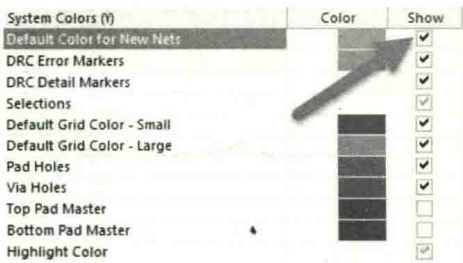 System Colors (Y) Color Show
Default Color for New Nets
DRC Error Markers
DRC Detail Markers
Selections
Default Grid Color - Small
Default Grid Color - Large
Pad Holes
Via Holes
Top Pad Master
Bottom Pad Master
Highlight Color